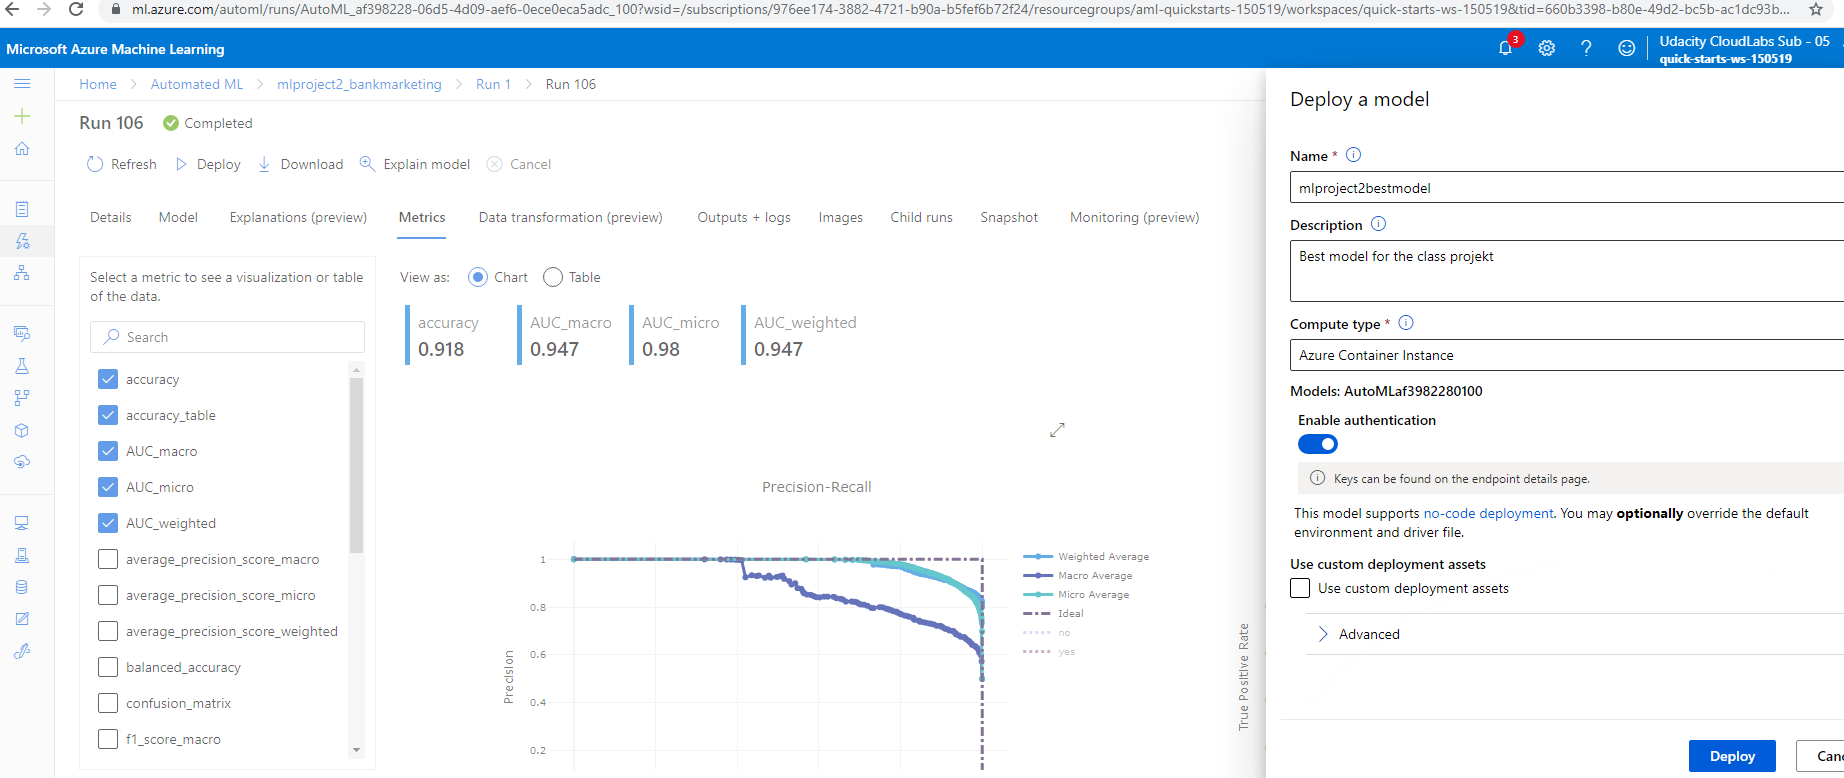 ml.azure.com/automl/runs/AutoML_af398228-06d5-4d09-aef6-0ece0eca5adc_100?wsid=/subscriptions/976ee174-3882-4721-b90a-b5fef6b72f24/resourcegroups/aml-quickstarts-150519/workspaces/quick-starts-ws-150519&tid=660b3398-b80e-49d2-bc5b-ac1dc93b...
Microsoft Azure Machine Learning
3
Udacity CloudLabs Sub - 05
quick-starts-ws-150519
Home > Automated ML > mlproject2_bankmarketing > Run 1 > Run 106
Run 106 Completed
Refresh Deploy Download Explain model Cancel
Details Model Explanations (preview) Metrics Data transformation (preview) Outputs + logs Images Child runs Snapshot Monitoring (preview)
Select a metric to see a visualization or table
of the data.
Search
accuracy
accuracy_table
AUC_macro
AUC_micro
AUC_weighted
average_precision_score_macro
average_precision_score_micro
average_precision_score_weighted
balanced_accuracy
confusion_matrix
f1_score_macro
View as: Chart Table
accuracy AUC_macro AUC_micro AUC_weighted
0.918 0.947 0.98 0.947
Precision-Recall
1
0.8
0.6
0.4
0.2
Precision
Weighted Average
Macro Average
Micro Average
Ideal
no
yes
True Positive Rate
Deploy a model
Name *
mlproject2bestmodel
Description
Best model for the class projekt
Compute type *
Azure Container Instance
Models: AutoMLaf3982280100
Enable authentication
Keys can be found on the endpoint details page.
This model supports no-code deployment. You may optionally override the default
environment and driver file.
Use custom deployment assets
Use custom deployment assets
Advanced
Deploy Canc